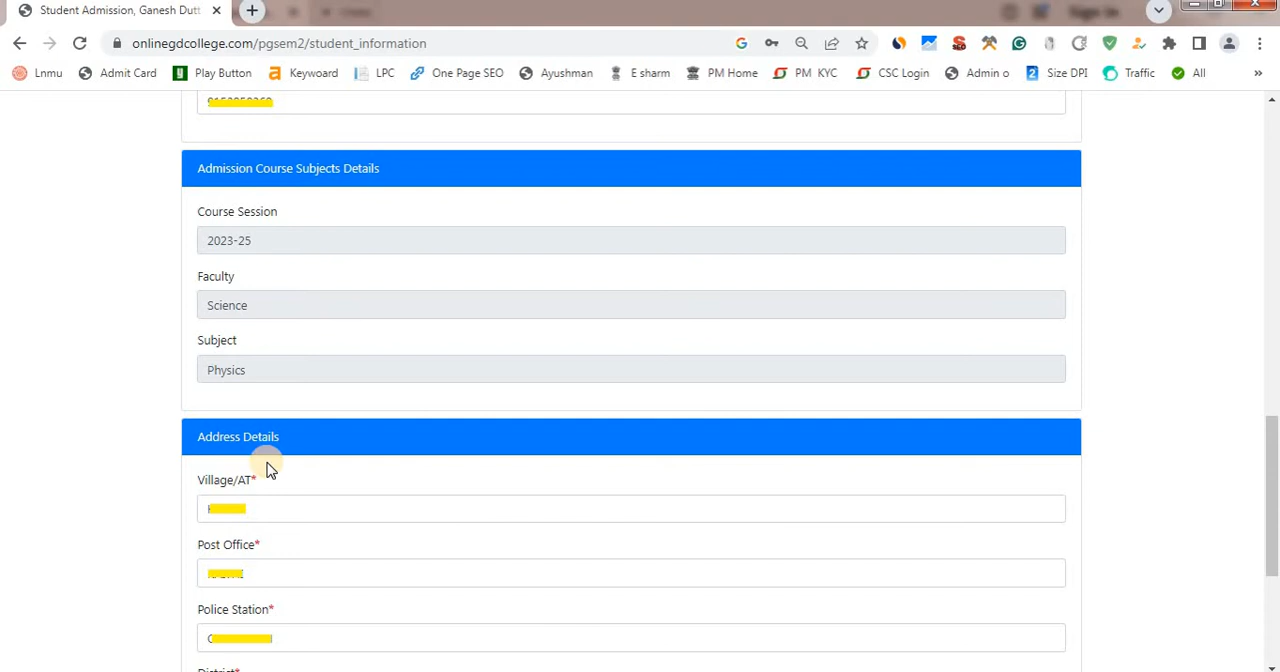 Student Admission, Ganesh Dutt
onlinegdcollege.com/pgsem2/student_information
Lnmu Admit Card Play Button Keywoard LPC One Page SEO Ayushman E sharm PM Home PM KYC CSC Login Admin o Size DPI Traffic All »
Admission Course Subjects Details
Course Session
2023-25
Faculty
Science
Subject
Physics
Address Details
Village/AT*
Post Office*
Police Station*
District*